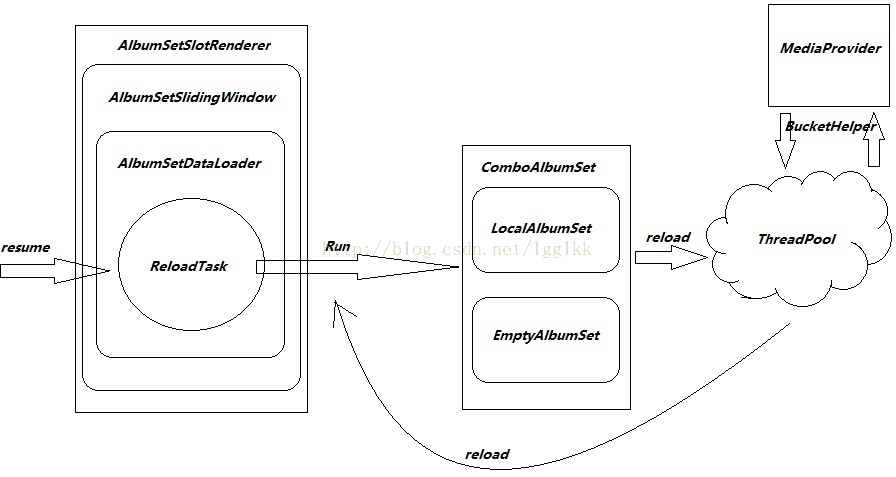 AlbumSetSlotRenderer
AlbumSetSlidingWindow
AlbumSetDataLoader
ReloadTask
resume
Run
ComboAlbumSet
LocalAlbumSet
EmptyAlbumSet
reload
MediaProvider
BucketHelper
ThreadPool
reload
http://blog.csdn.net/lgglkk